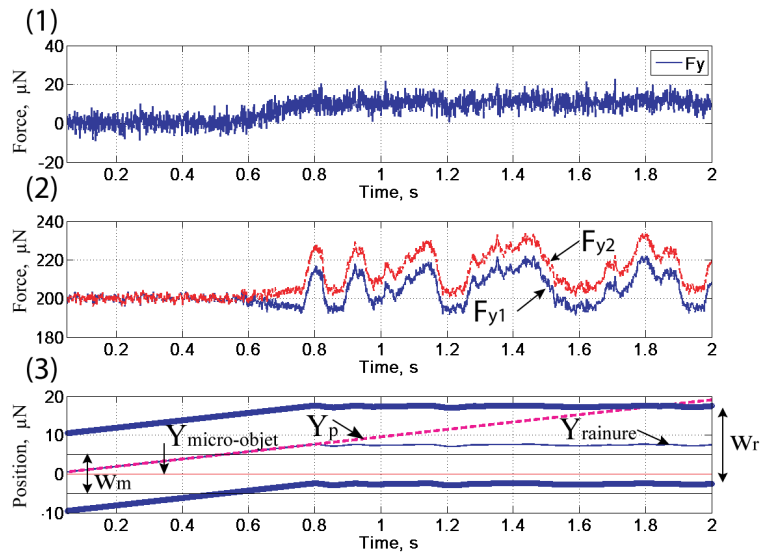 (1)
Force, μN
40
20
0
-20
Fy
0.2 0.4 0.6 0.8 1 1.2 1.4 1.6 1.8 2
Time, s
(2)
Force, μN
240
220
200
180
Fy2
Fy1
0.2 0.4 0.6 0.8 1 1.2 1.4 1.6 1.8 2
Time, s
(3)
Position, μN
20
10
0
-10
Ymicro-objet
Yp
Yrainure
wm
wr
0.2 0.4 0.6 0.8 1 1.2 1.4 1.6 1.8 2
Time, s